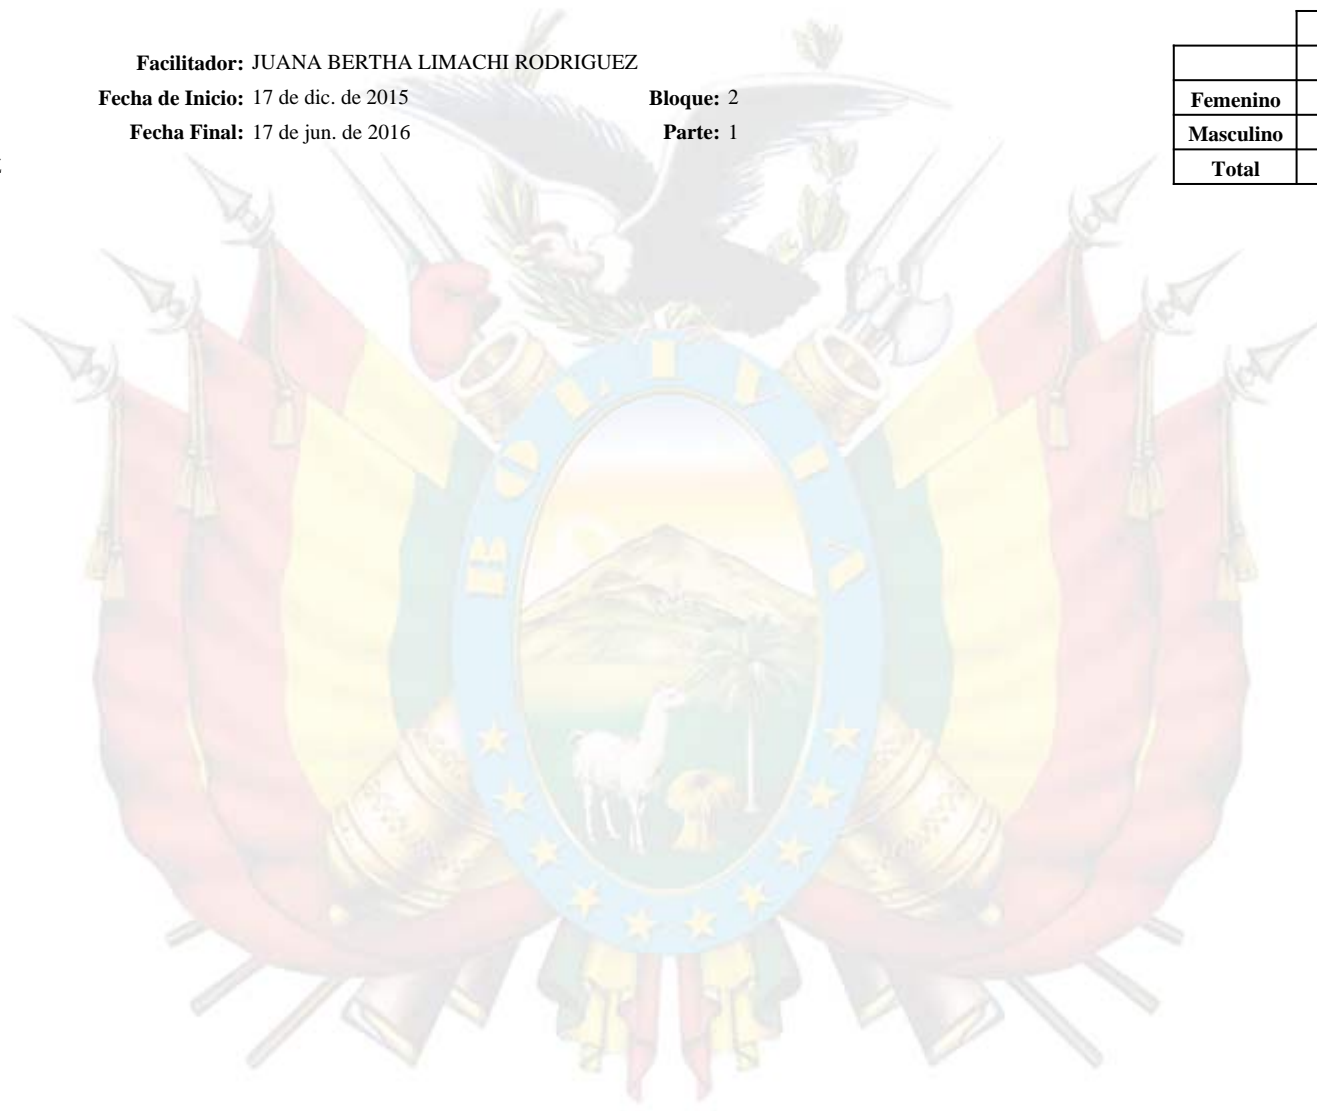 Facilitador: JUANA BERTHA LIMACHI RODRIGUEZ
Fecha de Inicio: 17 de dic. de 2015 Bloque: 2
Fecha Final: 17 de jun. de 2016 Parte: 1
Femenino
Masculino
Total
BOLIVIA